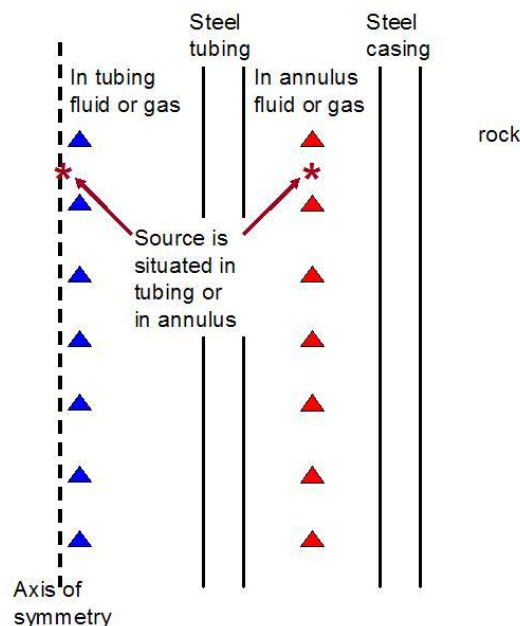 Steel
tubing
Steel
casing
In tubing
fluid or gas
In annulus
fluid or gas
rock
Source is
situated in
tubing or
in annulus
Axis of
symmetry